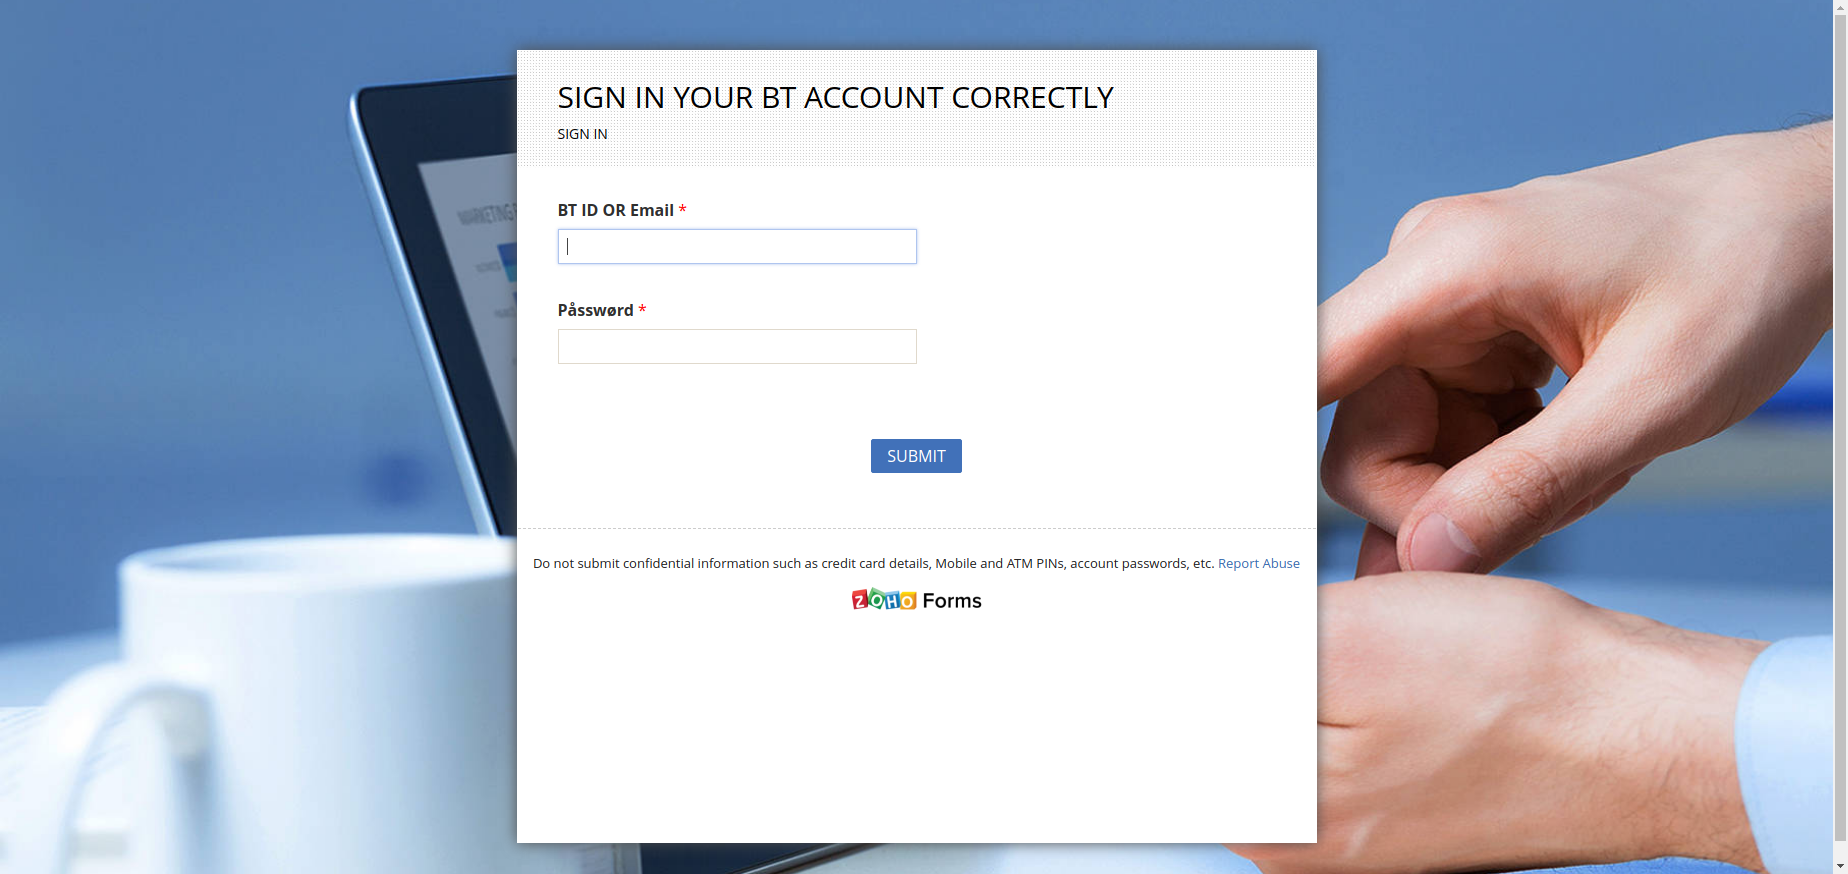 SIGN IN YOUR BT ACCOUNT CORRECTLY
SIGN IN
BT ID OR Email *
Påsswørd *
SUBMIT
Do not submit confidential information such as credit card details, Mobile and ATM PINs, account passwords, etc. Report Abuse
ZOHO Forms